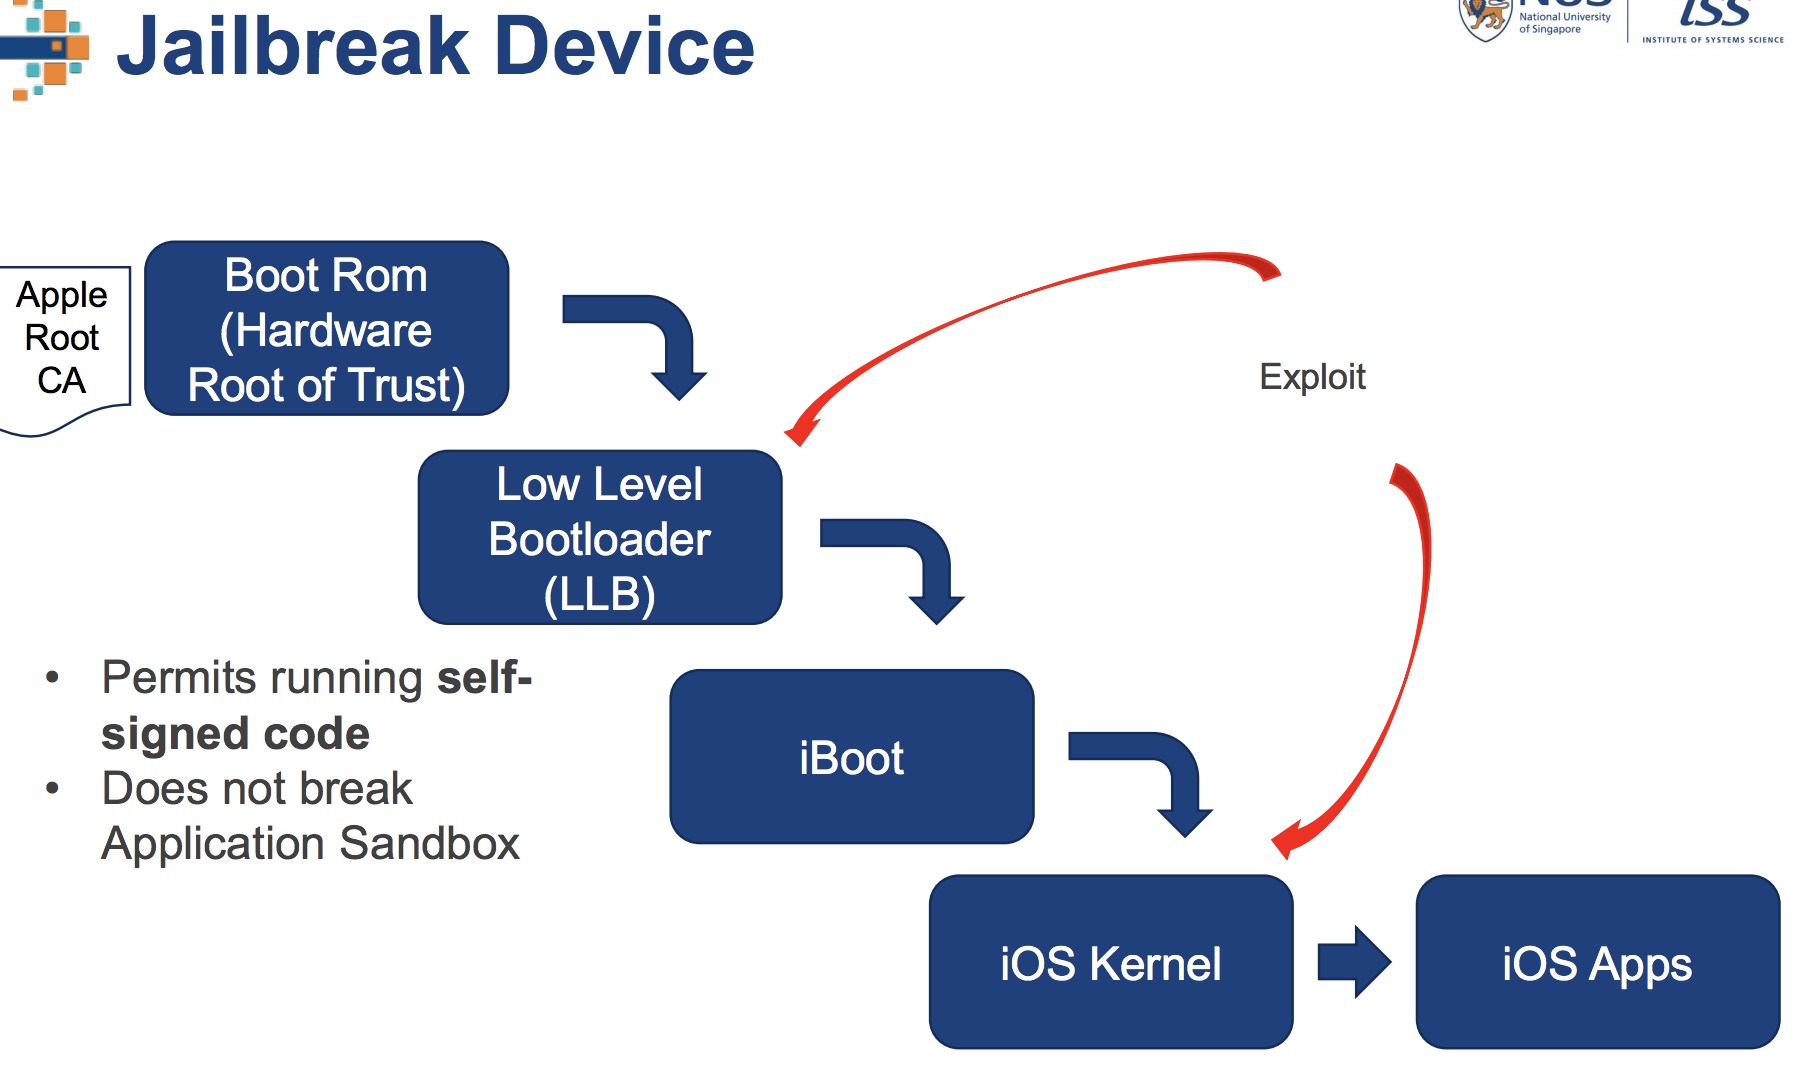 Jailbreak Device
NUS
National University
of Singapore
iss
INSTITUTE OF SYSTEMS SCIENCE
Apple
Root
CA
Boot Rom
(Hardware
Root of Trust)
Exploit
Low Level
Bootloader
(LLB)
• Permits running self-
signed code
• Does not break
Application Sandbox
iBoot
iOS Kernel
iOS Apps